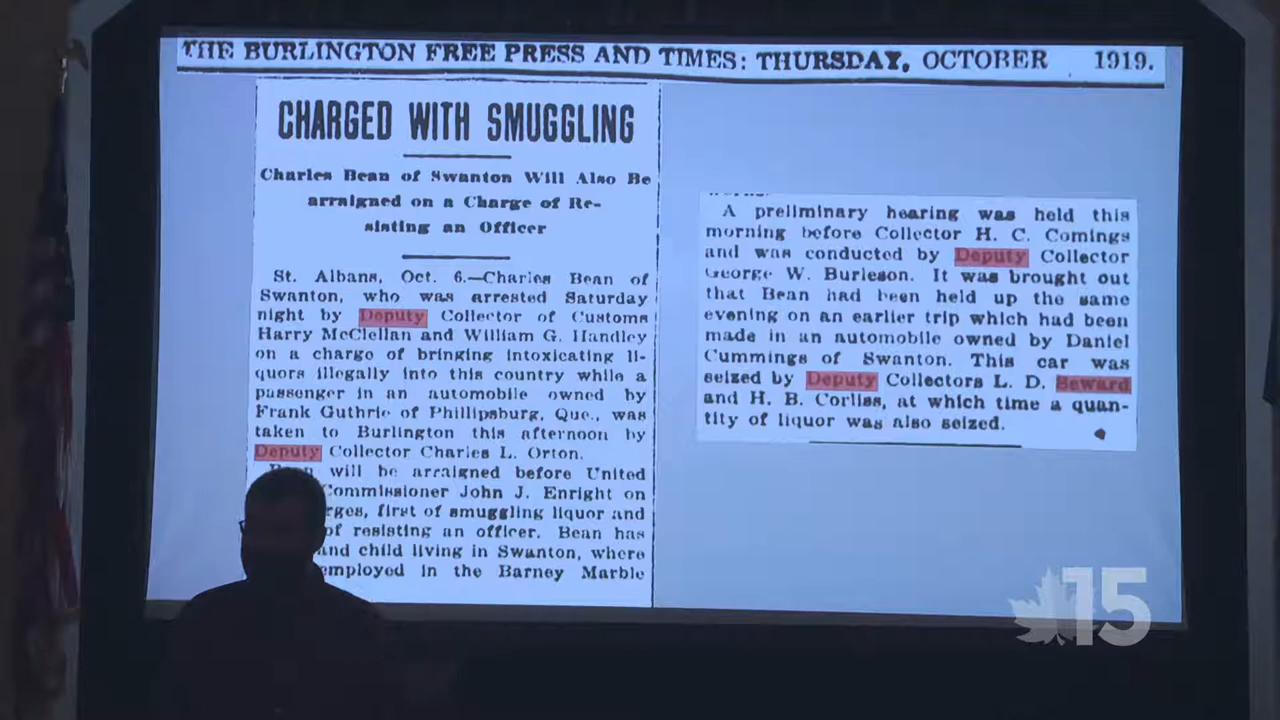 THE BURLINGTON FREE PRESS AND TIMES: THURSDAY, OCTOBER 1919.
CHARGED WITH SMUGGLING
Charles Bean of Swanton Will Also Be
arraigned on a Charge of Re-
sisting an Officer
St. Albans, Oct. 6.—Charles Bean of
Swanton, who was arrested Saturday
night by Deputy Collector of Customs
Harry McClellan and William G. Handley
on a charge of bringing intoxicating li-
quors illegally into this country while a
passenger in an automobile owned by
Frank Guthrie of Phillipsburg, Que., was
taken to Burlington this afternoon by
Deputy Collector Charles L. Orton.
will be arraigned before United
Commissioner John J. Enright on
first of smuggling liquor and
of resisting an officer. Bean has
and child living in Swanton, where
employed in the Barney Marble
A preliminary hearing was held this
morning before Collector H. C. Comings
and was conducted by Deputy Collector
George W. Burleson. It was brought out
that Bean had been held up the same
evening on an earlier trip which had been
made in an automobile owned by Daniel
Cummings of Swanton. This car was
seized by Deputy Collectors L. D. Seward
and H. B. Corliss, at which time a quan-
tity of liquor was also seized.
15